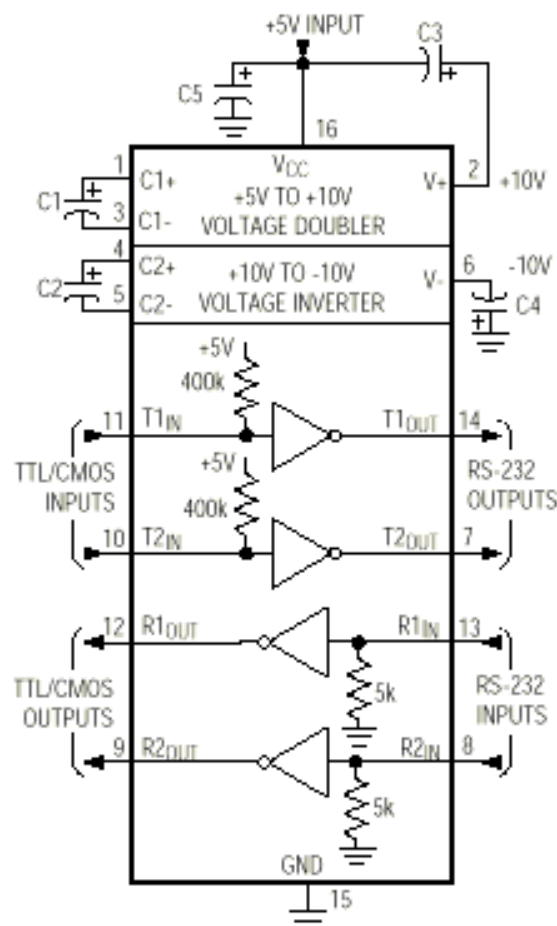 +5V INPUT
C3
C5
16
1
VCC
2
+10V
C1+
V+
C1
+5V TO +10V
3
C1-
VOLTAGE DOUBLER
4
C2+
6
-10V
C2
+10V TO -10V
V-
5
C2-
VOLTAGE INVERTER
C4
+5V
400k
11
T1IN
T1OUT
14
TTL/CMOS
INPUTS
+5V
400k
RS-232
OUTPUTS
10
T2IN
T2OUT
7
12
R1OUT
R1IN
13
TTL/CMOS
OUTPUTS
5k
RS-232
INPUTS
9
R2OUT
R2IN
8
5k
GND
15